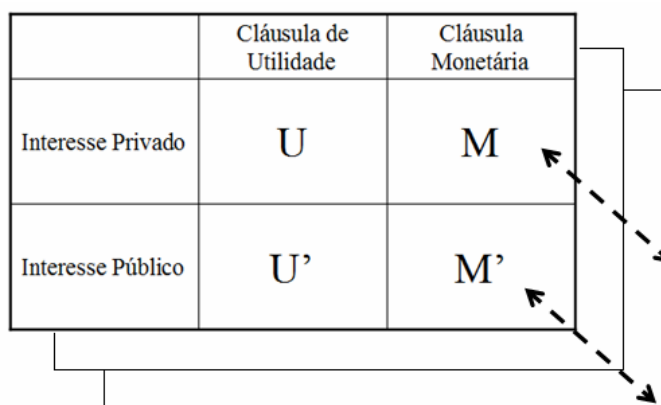 Cláusula de
Utilidade
Cláusula
Monetária
Interesse Privado
U
M
Interesse Público
U’
M’